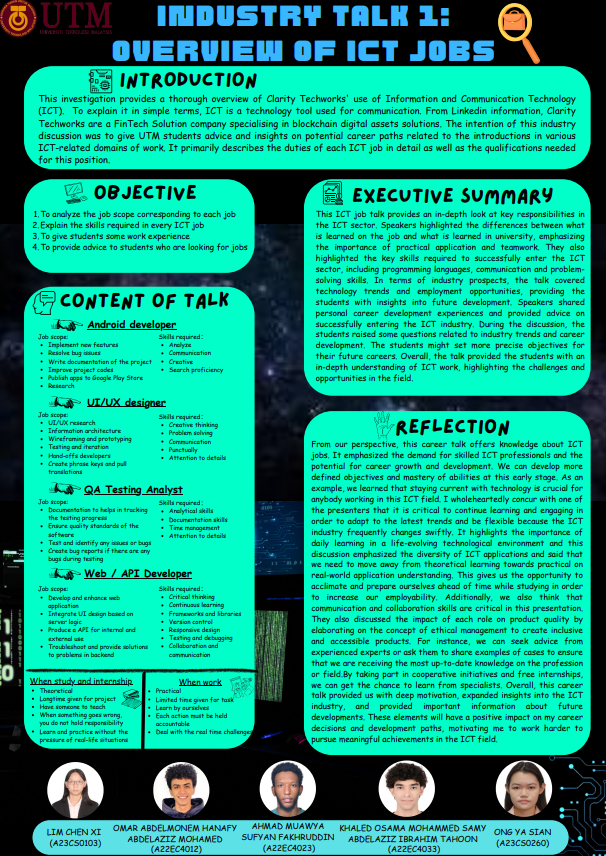 UTM
UNIVERSITI TEKNOLOGI MALAYSIA
INDUSTRY TALK 1:
OVERVIEW OF ICT JOBS
INTRODUCTION
This investigation provides a thorough overview of Clarity Techworks' use of Information and Communication Technology
(ICT). To explain it in simple terms, ICT is a technology tool used for communication. From Linkedin information, Clarity
Techworks are a FinTech Solution company specialising in blockchain digital assets solutions. The intention of this industry
discussion was to give UTM students advice and insights on potential career paths related to the introductions in various
ICT-related domains of work. It primarily describes the duties of each ICT job in detail as well as the qualifications needed
for this position.
OBJECTIVE
1. To analyze the job scope corresponding to each job
2. Explain the skills required in every ICT job
3. To give students some work experience
4. To provide advice to students who are looking for jobs
CONTENT OF TALK
Android developer
Job scope:
• Implement new features
• Resolve bug issues
• Write documentation of the project
• Improve project codes
• Publish apps to Google Play Store
• Research
Skills required:
• Analyze
• Communication
• Creative
• Search proficiency
UI/UX designer
Job scope:
• UI/UX research
• Information architecture
• Wireframing and prototyping
• Testing and iteration
• Hand-offs developers
• Create phrase keys and pull
translations
Skills required:
• Creative thinking
• Problem solving
• Communication
• Punctually
• Attention to details
QA Testing Analyst
Job scope:
• Documentation to helps in tracking
the testing progress
• Ensure quality standards of the
software
• Test and identify any issues or bugs
• Create bug reports if there are any
bugs during testing
Skills required:
• Analytical skills
• Documentation skills
• Time management
• Attention to details
Web / API Developer
Job scope:
• Develop and enhance web
application
• Integrate UI design based on
server logic
• Produce a API for internal and
external use
• Troubleshoot and provide solutions
to problems in backend
Skills required:
• Critical thinking
• Continuous learning
• Frameworks and libraries
• Version control
• Responsive design
• Testing and debugging
• Collaboration and
communication
When study and internship
• Theoretical
• Longtime given for project
• Have someone to teach
• When something goes wrong,
you do not hold responsibility
• Learn and practice without the
pressure of real-life situations
When work
• Practical
• Limited time given for task
• Learn by ourselves
• Each action must be held
accountable.
• Deal with the real time challenges
EXECUTIVE SUMMARY
This ICT job talk provides an in-depth look at key responsibilities in
the ICT sector. Speakers highlighted the differences between what
is learned on the job and what is learned in university, emphasizing
the importance of practical application and teamwork. They also
highlighted the key skills required to successfully enter the ICT
sector, including programming languages, communication and problem-
solving skills. In terms of industry prospects, the talk covered
technology trends and employment opportunities, providing the
students with insights into future development. Speakers shared
personal career development experiences and provided advice on
successfully entering the ICT industry. During the discussion, the
students raised some questions related to industry trends and career
development. The students might set more precise objectives for
their future careers. Overall, the talk provided the students with an
in-depth understanding of ICT work, highlighting the challenges and
opportunities in the field.
REFLECTION
From our perspective, this career talk offers knowledge about ICT
jobs. It emphasized the demand for skilled ICT professionals and the
potential for career growth and development. We can develop more
defined objectives and mastery of abilities at this early stage. As an
example, we learned that staying current with technology is crucial for
anybody working in this ICT field. I wholeheartedly concur with one of
the presenters that it is critical to continue learning and engaging in
order to adapt to the latest trends and be flexible because the ICT
industry frequently changes swiftly. It highlights the importance of
daily learning in a life-evolving technological environment and this
discussion emphasized the diversity of ICT applications and said that
we need to move away from theoretical learning towards practical on
real-world application understanding. This gives us the opportunity to
acclimate and prepare ourselves ahead of time while studying in order
to increase our employability. Additionally, we also think that
communication and collaboration skills are critical in this presentation.
They also discussed the impact of each role on product quality by
elaborating on the concept of ethical management to create inclusive
and accessible products. For instance, we can seek advice from
experienced experts or ask them to share examples of cases to ensure
that we are receiving the most up-to-date knowledge on the profession
or field.By taking part in cooperative initiatives and free internships,
we can get the chance to learn from specialists. Overall, this career
talk provided us with deep motivation, expanded insights into the ICT
industry, and provided important information about future
developments. These elements will have a positive impact on my career
decisions and development paths, motivating me to work harder to
pursue meaningful achievements in the ICT field.
LIM CHEN XI
(A23CS0103)
OMAR ABDELMONEM HANAFY
ABDELAZIZ MOHAMED
(A22EC4012)
AHMAD MUAWYA
SUFYAN FAKHRUDDIN
(A22EC4023)
KHALED OSAMA MOHAMMED SAMY
ABDELAZIZ IBRAHIM TAHOON
(A22EC4033)
ONG YA SIAN
(A23CS0260)